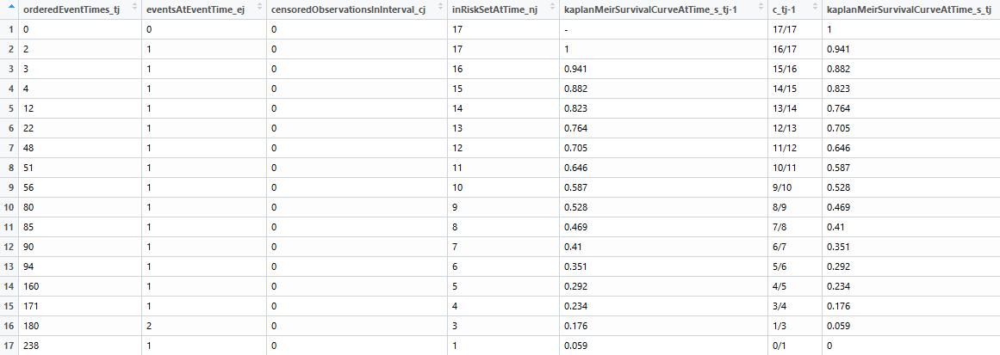 orderedEventTimes_tj eventsAtEventTime_ej censoredObservationsInInterval_cj inRiskSetAtTime_nj kaplanMeirSurvivalCurveAtTime_s_tj-1 c_tj-1 kaplanMeirSurvivalCurveAtTime_s_tj
1 0 0 0 17 - 17/17 1
2 2 1 0 17 1 16/17 0.941
3 3 1 0 16 0.941 15/16 0.882
4 4 1 0 15 0.882 14/15 0.823
5 12 1 0 14 0.823 13/14 0.764
6 22 1 0 13 0.764 12/13 0.705
7 48 1 0 12 0.705 11/12 0.646
8 51 1 0 11 0.646 10/11 0.587
9 56 1 0 10 0.587 9/10 0.528
10 80 1 0 9 0.528 8/9 0.469
11 85 1 0 8 0.469 7/8 0.41
12 90 1 0 7 0.41 6/7 0.351
13 94 1 0 6 0.351 5/6 0.292
14 160 1 0 5 0.292 4/5 0.234
15 171 1 0 4 0.234 3/4 0.176
16 180 2 0 3 0.176 1/3 0.059
17 238 1 0 1 0.059 0/1 0